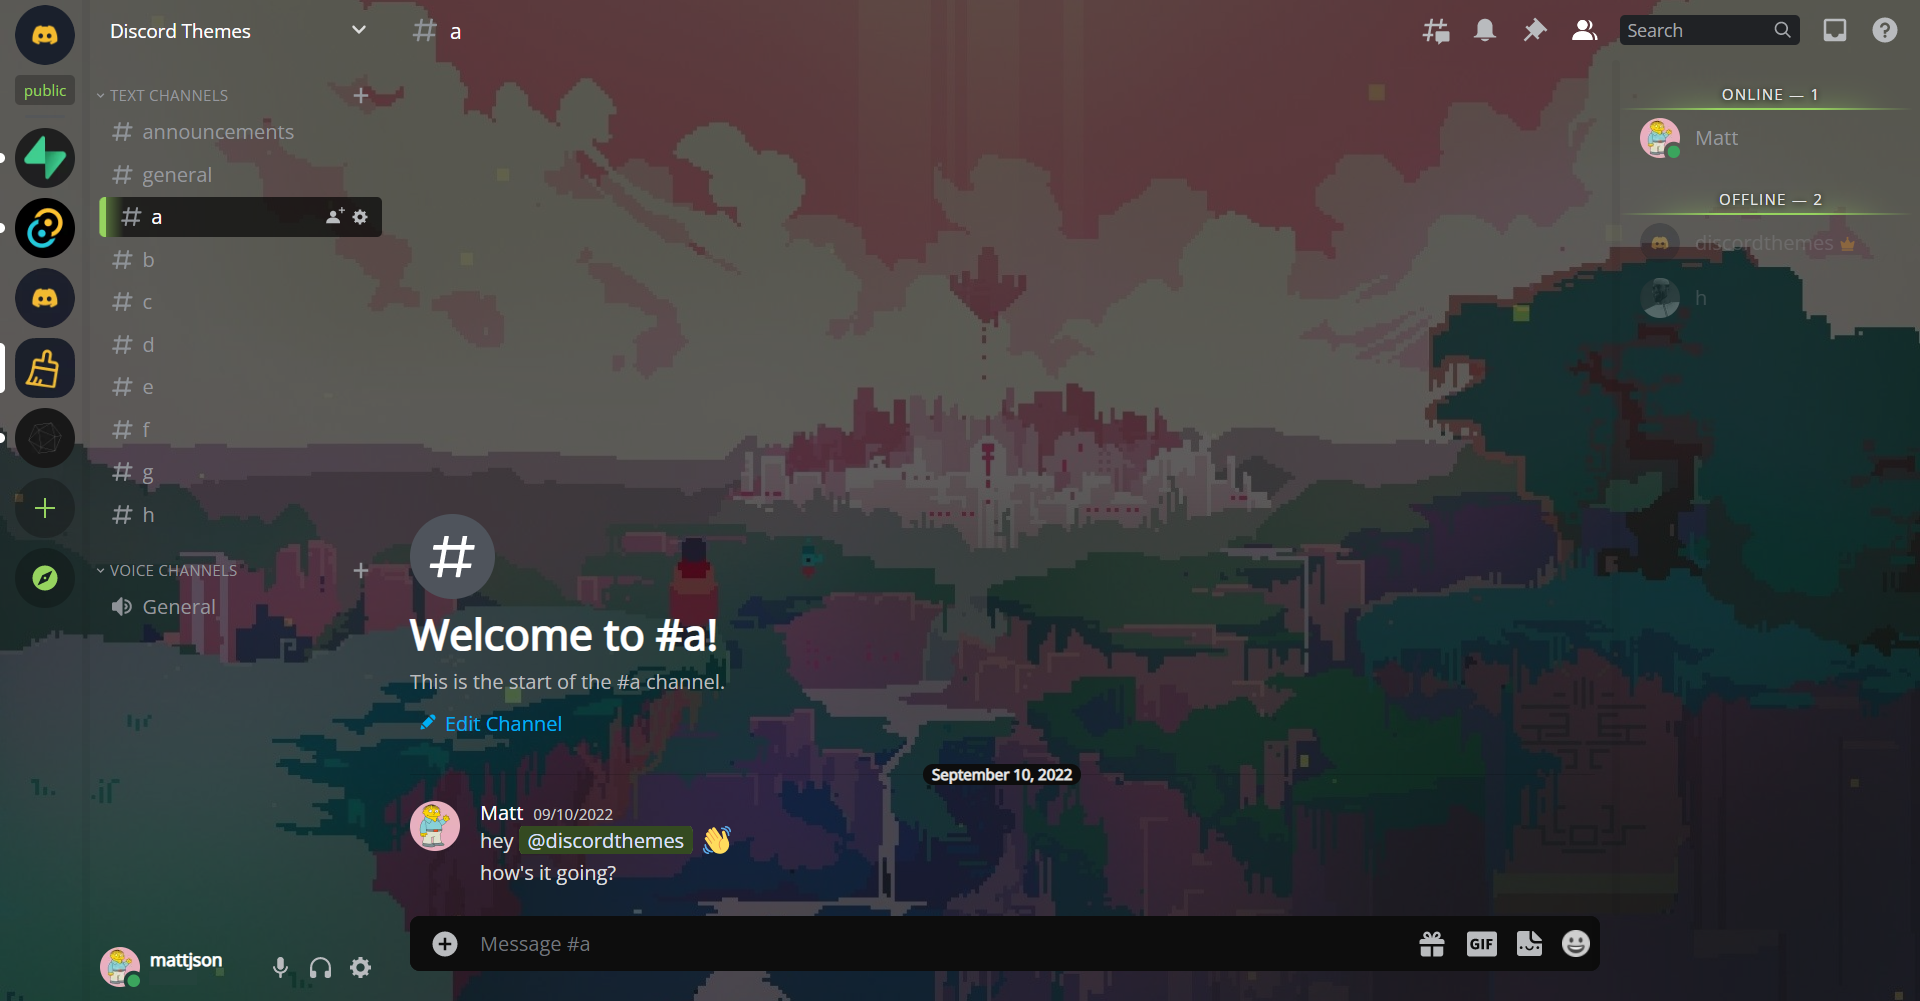 public
Discord Themes
TEXT CHANNELS
announcements
general
a
b
c
d
e
f
g
h
VOICE CHANNELS
General
mattjson
# a
Search
Welcome to #a!
This is the start of the #a channel.
Edit Channel
September 10, 2022
Matt 09/10/2022
hey @discordthemes 👋
how's it going?
Message #a
GIF
ONLINE — 1
Matt
OFFLINE — 2
discordthemes
h